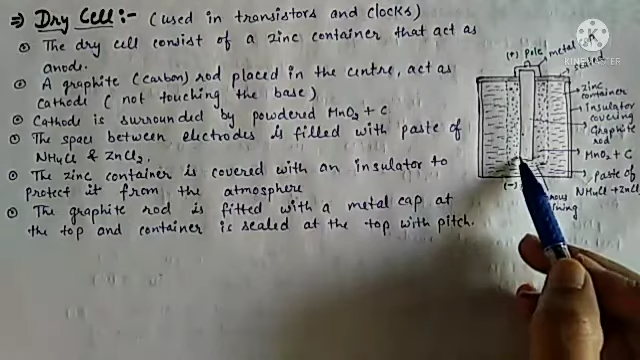 ⇒ Dry Cell:- (used in transistors and clocks)
The dry cell consist of a zinc container that act as
anode.
A graphite (carbon) rod placed in the centre, act as
cathode (not touching the base)
Cathode is surrounded by powdered MnO2 + C
The space between electrodes is filled with paste of
NH4Cl & ZnCl2.
The zinc container is covered with an insulator to
protect it from the atmosphere
The graphite rod is fitted with a metal cap at
the top and container is sealed at the top with pitch.
(+) Pole
metal
zinc
container
Insulator
covering
Graphite
rod
MnO2 + C
Paste of
NH4Cl + ZnCl2
(-)
MADE WITH
KINEMASTER